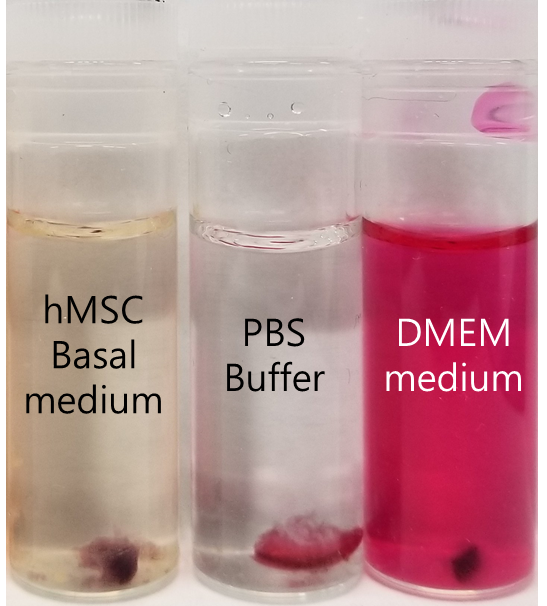 hMSC
Basal
medium
PBS
Buffer
DMEM
medium